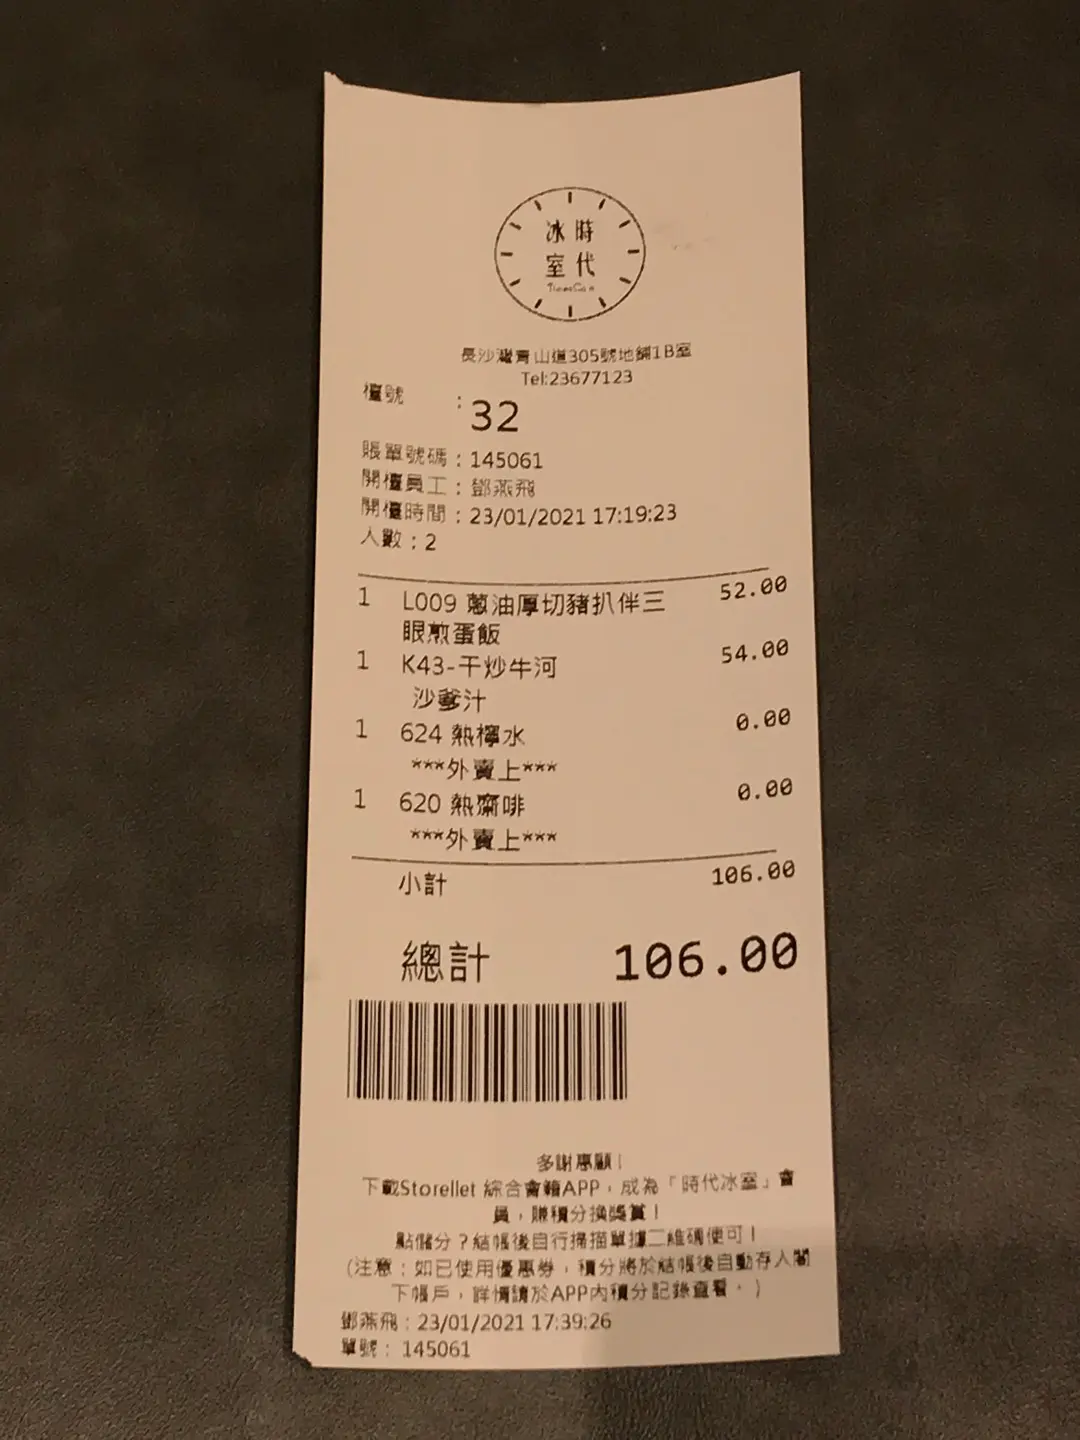 時代
冰室
長沙灣青山道305號地舖1B室
Tel:23677123
檯號 : 32
賬單號碼 : 145061
開檯員工 : 鄧燕飛
開檯時間 : 23/01/2021 17:19:23
人數 : 2
1 L009 蔥油厚切豬扒伴三 52.00
眼煎蛋飯
1 K43-干炒牛河 54.00
沙爹汁
1 624 熱檸水 0.00
***外賣上***
1 620 熱齋啡 0.00
***外賣上***
小計 106.00
總計 106.00
多謝惠顧!
下載Storellet 綜合會籍APP，成為「時代冰室」會
員，賺積分換獎賞!
點儲分?結帳後自行掃描單據二維碼便可!
(注意：如已使用優惠券，積分將於結帳後自動存入閣
下帳戶，詳情請於APP內積分記錄查看。)
鄧燕飛 : 23/01/2021 17:39:26
單號 : 145061